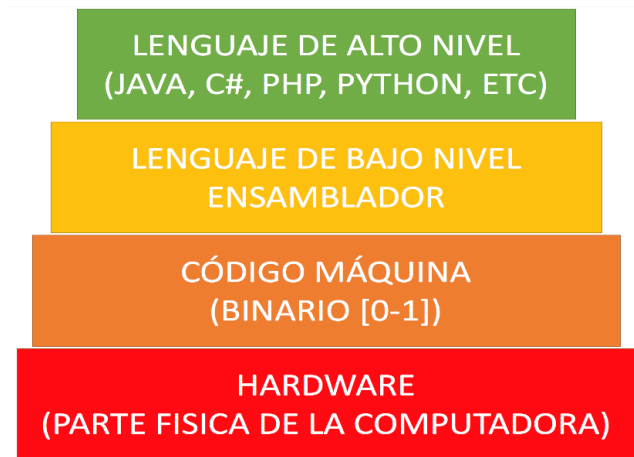 LENGUAJE DE ALTO NIVEL
(JAVA, C#, PHP, PYTHON, ETC)
LENGUAJE DE BAJO NIVEL
ENSAMBLADOR
CÓDIGO MÁQUINA
(BINARIO [0-1])
HARDWARE
(PARTE FISICA DE LA COMPUTADORA)